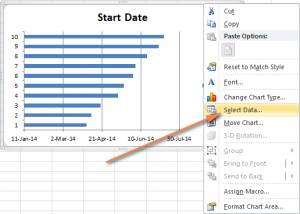 Start Date
10
9
8
7
6
5
4
3
2
1
11-Jan-14 2-Mar-14 21-Apr-14 10-Jun-14 30-Jul-14
Cut
Copy
Paste Options:
Reset to Match Style
Font...
Change Chart Type...
Select Data...
Move Chart...
3-D Rotation...
Group
Bring to Front
Send to Back
Assign Macro...
Format Chart Area...